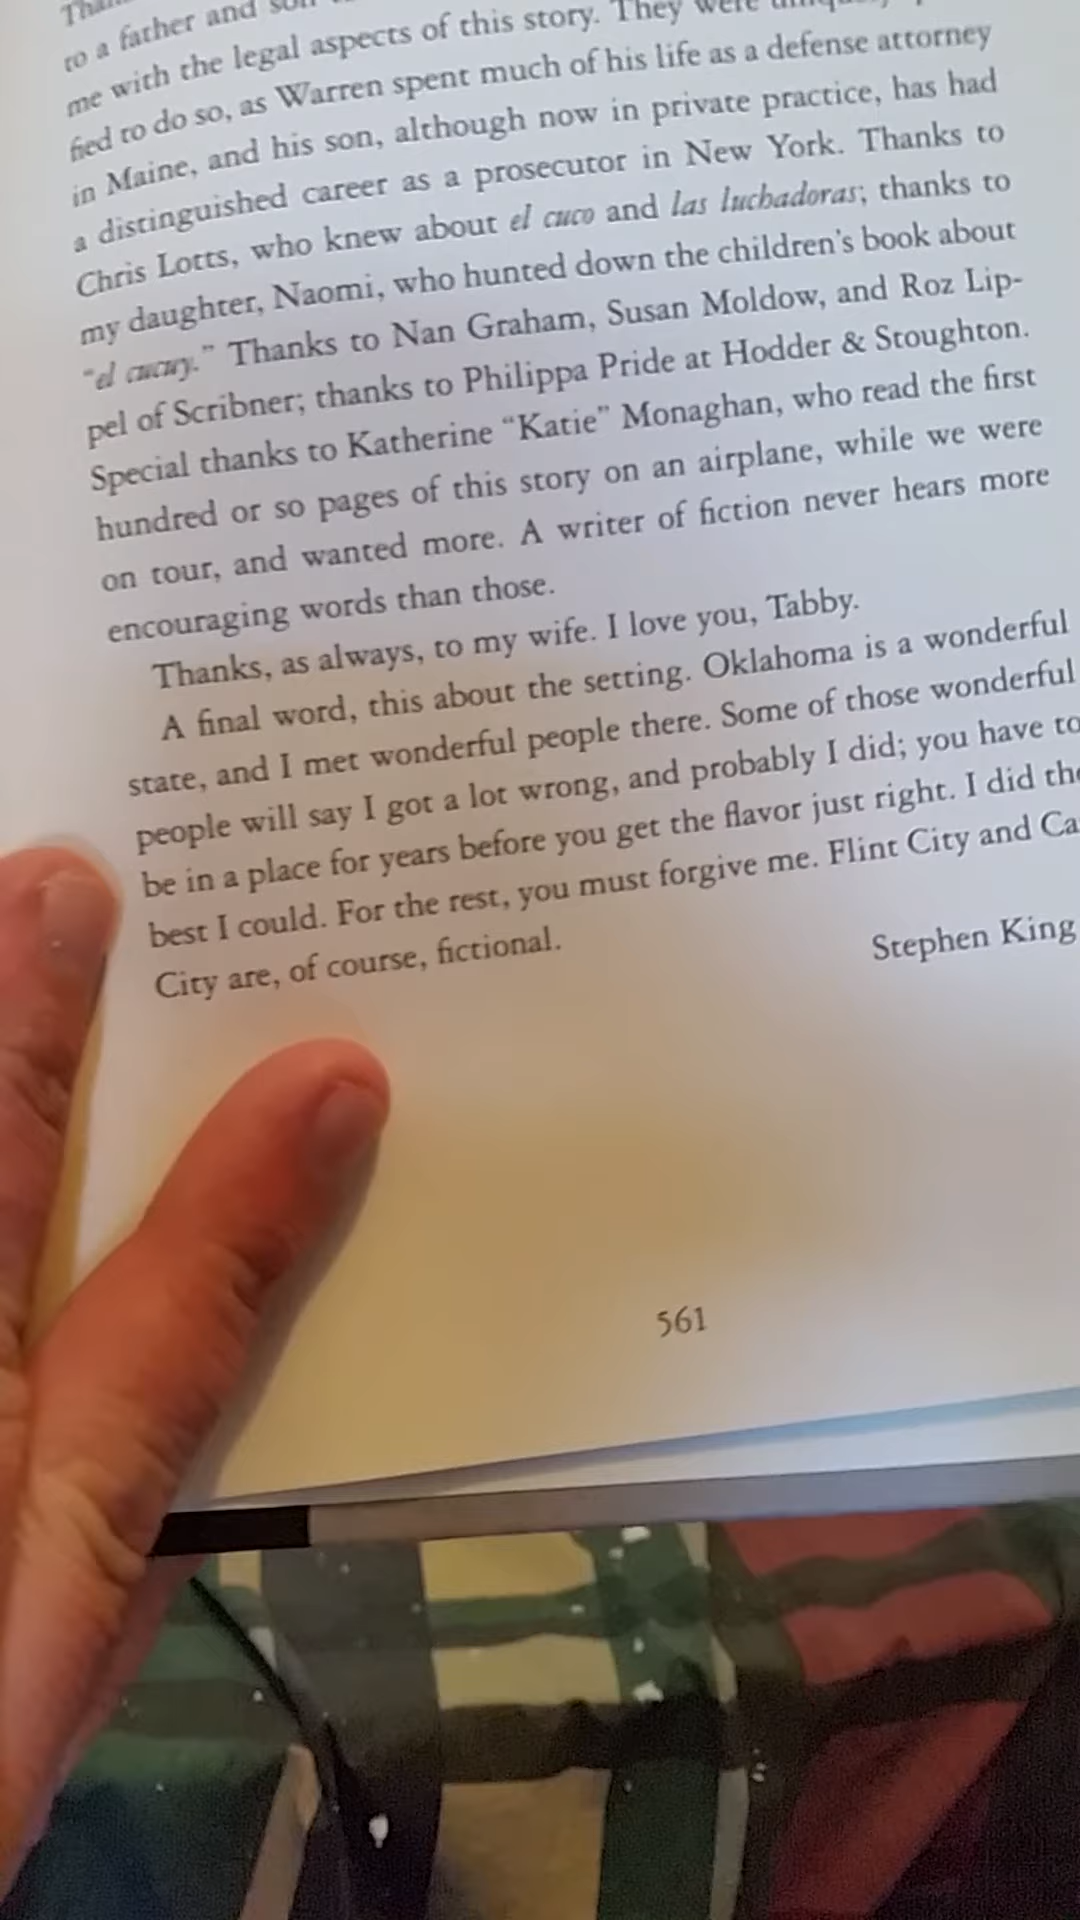 to a father and son
me with the legal aspects of this story. They were
fied to do so, as Warren spent much of his life as a defense attorney
in Maine, and his son, although now in private practice, has had
a distinguished career as a prosecutor in New York. Thanks to
Chris Lotts, who knew about el cuco and las luchadoras; thanks to
my daughter, Naomi, who hunted down the children's book about
"el cucuy." Thanks to Nan Graham, Susan Moldow, and Roz Lip-
pel of Scribner; thanks to Philippa Pride at Hodder & Stoughton.
Special thanks to Katherine "Katie" Monaghan, who read the first
hundred or so pages of this story on an airplane, while we were
on tour, and wanted more. A writer of fiction never hears more
encouraging words than those.
Thanks, as always, to my wife. I love you, Tabby.
A final word, this about the setting. Oklahoma is a wonderful
state, and I met wonderful people there. Some of those wonderful
people will say I got a lot wrong, and probably I did; you have to
be in a place for years before you get the flavor just right. I did the
best I could. For the rest, you must forgive me. Flint City and Ca
City are, of course, fictional.
Stephen King
561